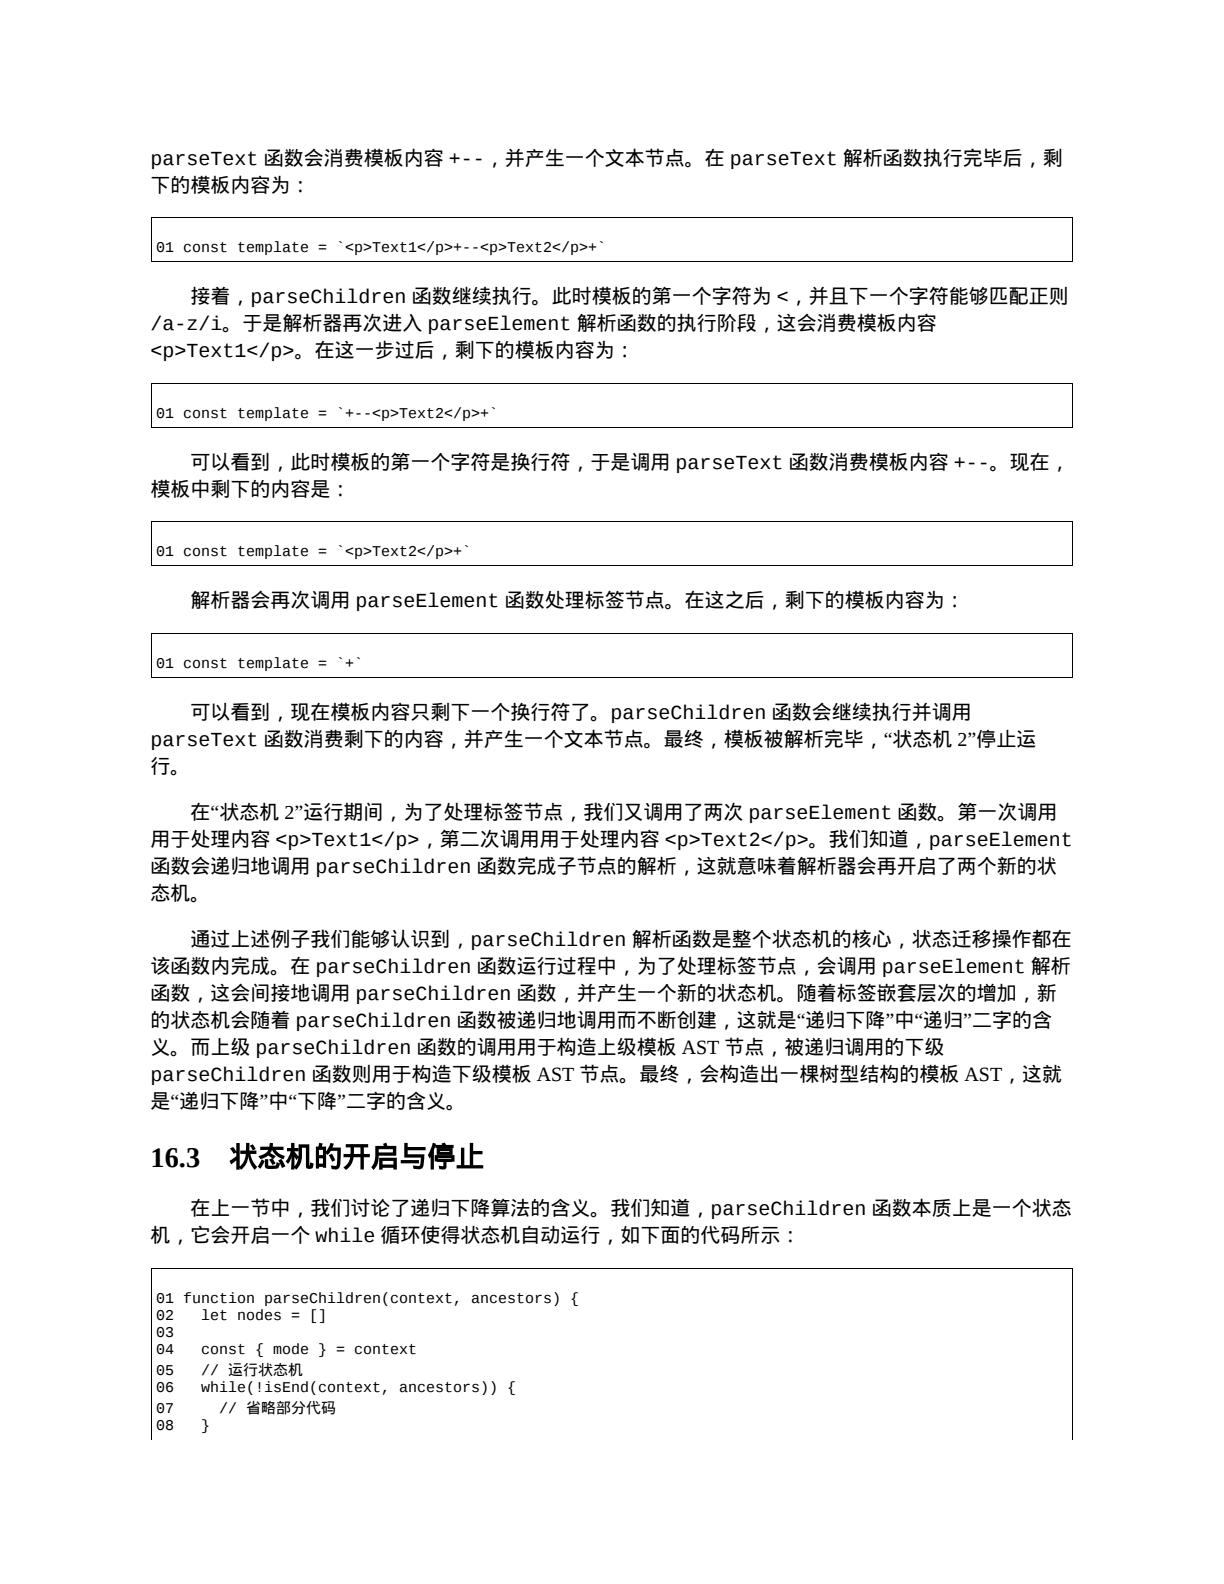 parseText 函数会消费模板内容 +--，并产生一个文本节点。在 parseText 解析函数执行完毕后，剩
下的模板内容为：
01 const template = `<p>Text1</p>+--<p>Text2</p>+`
接着，parseChildren 函数继续执行。此时模板的第一个字符为 <，并且下一个字符能够匹配正则
/a-z/i。于是解析器再次进入 parseElement 解析函数的执行阶段，这会消费模板内容
<p>Text1</p>。在这一步过后，剩下的模板内容为：
01 const template = `+--<p>Text2</p>+`
可以看到，此时模板的第一个字符是换行符，于是调用 parseText 函数消费模板内容 +--。现在，
模板中剩下的内容是：
01 const template = `<p>Text2</p>+`
解析器会再次调用 parseElement 函数处理标签节点。在这之后，剩下的模板内容为：
01 const template = `+`
可以看到，现在模板内容只剩下一个换行符了。parseChildren 函数会继续执行并调用
parseText 函数消费剩下的内容，并产生一个文本节点。最终，模板被解析完毕，“状态机 2”停止运
行。
在“状态机 2”运行期间，为了处理标签节点，我们又调用了两次 parseElement 函数。第一次调用
用于处理内容 <p>Text1</p>，第二次调用用于处理内容 <p>Text2</p>。我们知道，parseElement
函数会递归地调用 parseChildren 函数完成子节点的解析，这就意味着解析器会再开启了两个新的状
态机。
通过上述例子我们能够认识到，parseChildren 解析函数是整个状态机的核心，状态迁移操作都在
该函数内完成。在 parseChildren 函数运行过程中，为了处理标签节点，会调用 parseElement 解析
函数，这会间接地调用 parseChildren 函数，并产生一个新的状态机。随着标签嵌套层次的增加，新
的状态机会随着 parseChildren 函数被递归地调用而不断创建，这就是“递归下降”中“递归”二字的含
义。而上级 parseChildren 函数的调用用于构造上级模板 AST 节点，被递归调用的下级
parseChildren 函数则用于构造下级模板 AST 节点。最终，会构造出一棵树型结构的模板 AST，这就
是“递归下降”中“下降”二字的含义。
16.3 状态机的开启与停止
在上一节中，我们讨论了递归下降算法的含义。我们知道，parseChildren 函数本质上是一个状态
机，它会开启一个 while 循环使得状态机自动运行，如下面的代码所示：
01 function parseChildren(context, ancestors) {
02   let nodes = []
03
04   const { mode } = context
05   // 运行状态机
06   while(!isEnd(context, ancestors)) {
07     // 省略部分代码
08   }